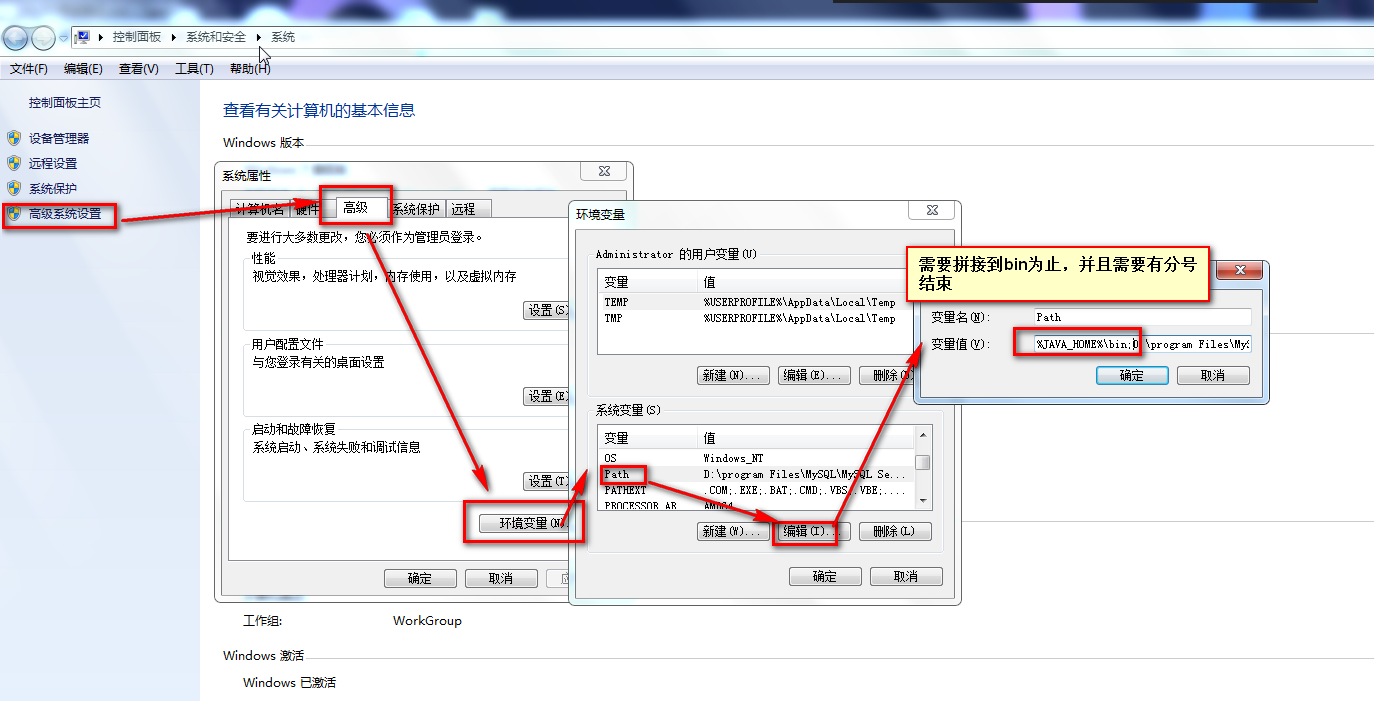 控制面板 系统和安全 系统
文件(F) 编辑(E) 查看(V) 工具(T) 帮助(H)
控制面板主页
设备管理器
远程设置
系统保护
高级系统设置
查看有关计算机的基本信息
Windows 版本
系统属性
计算机名 硬件 高级 系统保护 远程
要进行大多数更改，您必须作为管理员登录。
性能
视觉效果，处理器计划，内存使用，以及虚拟内存
设置(S)
用户配置文件
与您登录有关的桌面设置
设置(E)
启动和故障恢复
系统启动、系统失败和调试信息
设置(T)
环境变量(N)
确定 取消
环境变量
Administrator 的用户变量(U)
变量 值
TEMP %USERPROFILE%\AppData\Local\Temp
TMP %USERPROFILE%\AppData\Local\Temp
新建(N)... 编辑(E)... 删除(D)
系统变量(S)
变量 值
OS Windows_NT
Path D:\program Files\MySQL\MySQL Se...
PATHEXT .COM;.EXE;.BAT;.CMD;.VBS;.VBE;....
PROCESSOR_AR AMD64
新建(W)... 编辑(I)... 删除(L)
确定 取消
需要拼接到bin为止，并且需要有分号
结束
变量名(N): Path
变量值(V): %JAVA_HOME%\bin;D:\program Files\MyS
确定 取消
工作组: WorkGroup
Windows 激活
Windows 已激活